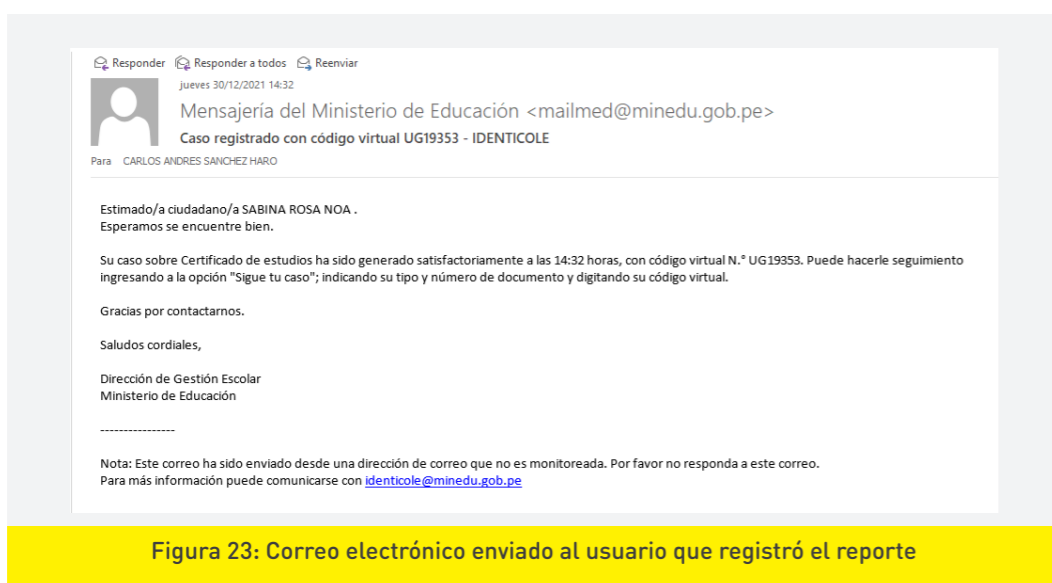 Responder Responder a todos Reenviar
jueves 30/12/2021 14:32
Mensajería del Ministerio de Educación <mailmed@minedu.gob.pe>
Caso registrado con código virtual UG19353 - IDENTICOLE
Para CARLOS ANDRES SANCHEZ HARO
Estimado/a ciudadano/a SABINA ROSA NOA .
Esperamos se encuentre bien.
Su caso sobre Certificado de estudios ha sido generado satisfactoriamente a las 14:32 horas, con código virtual N.° UG19353. Puede hacerle seguimiento
ingresando a la opción "Sigue tu caso"; indicando su tipo y número de documento y digitando su código virtual.
Gracias por contactarnos.
Saludos cordiales,
Dirección de Gestión Escolar
Ministerio de Educación
----------------
Nota: Este correo ha sido enviado desde una dirección de correo que no es monitoreada. Por favor no responda a este correo.
Para más información puede comunicarse con identicole@minedu.gob.pe
Figura 23: Correo electrónico enviado al usuario que registró el reporte